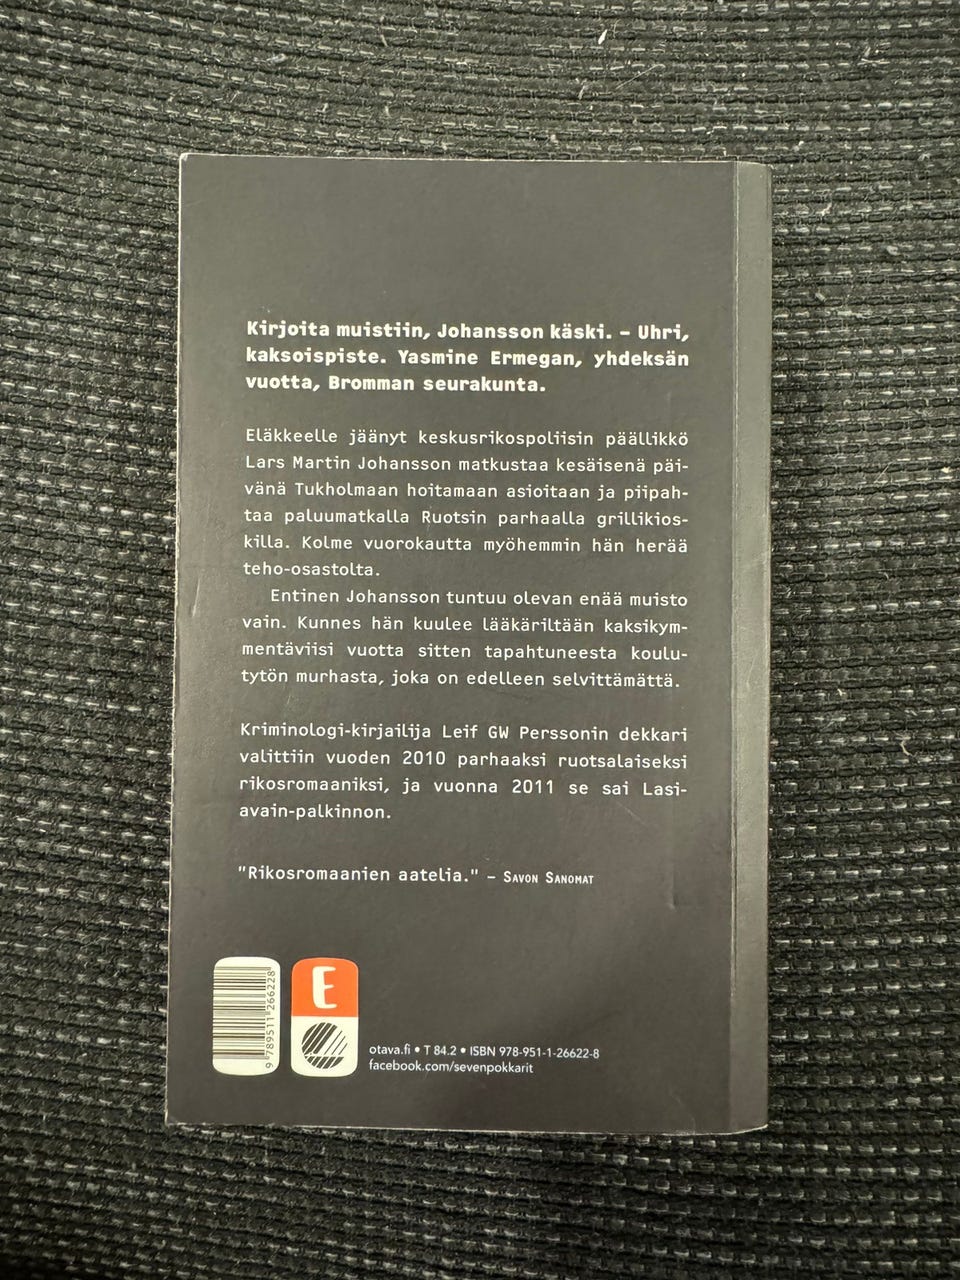 Kirjoita muistiin, Johansson käski. – Uhri,
kaksoispiste. Yasmine Ermegan, yhdeksän
vuotta, Bromman seurakunta.
Eläkkeelle jäänyt keskusrikospoliisin päällikkö
Lars Martin Johansson matkustaa kesäisenä päi-
vänä Tukholmaan hoitamaan asioitaan ja piipah-
taa paluumatkalla Ruotsin parhaalla grillikios-
killa. Kolme vuorokautta myöhemmin hän herää
teho-osastolta.
Entinen Johansson tuntuu olevan enää muisto
vain. Kunnes hän kuulee lääkäriltään kaksikym-
mentäviisi vuotta sitten tapahtuneesta koulu-
tytön murhasta, joka on edelleen selvittämättä.
Kriminologi-kirjailija Leif GW Perssonin dekkari
valittiin vuoden 2010 parhaaksi ruotsalaiseksi
rikosromaaniksi, ja vuonna 2011 se sai Lasi-
avain-palkinnon.
"Rikosromaanien aatelia." – SAVON SANOMAT
9 789511 266228
E
otava.fi • T 84.2 • ISBN 978-951-1-26622-8
facebook.com/sevenpokkarit